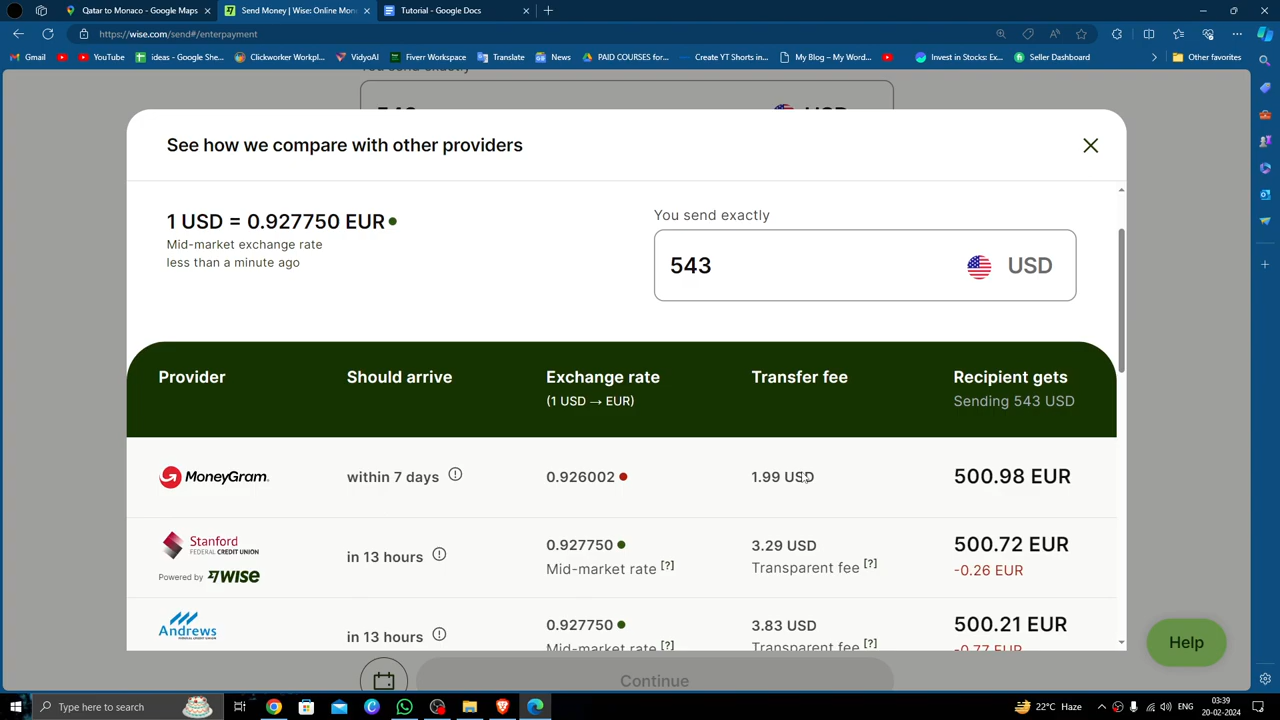 Qatar to Monaco - Google Maps
Send Money | Wise: Online Mon
Tutorial - Google Docs
https://wise.com/send#/enterpayment
Gmail
YouTube
ideas - Google She...
Clickworker Workpl...
VidyoAI
Fiverr Workspace
Translate
News
PAID COURSES for...
Create YT Shorts in...
My Blog – My Word...
Invest in Stocks: Ex...
Seller Dashboard
Other favorites
See how we compare with other providers
1 USD = 0.927750 EUR
Mid-market exchange rate
less than a minute ago
You send exactly
543
USD
Provider
Should arrive
Exchange rate
(1 USD → EUR)
Transfer fee
Recipient gets
Sending 543 USD
MoneyGram.
within 7 days
0.926002
1.99 USD
500.98 EUR
Stanford
FEDERAL CREDIT UNION
Powered by WISE
in 13 hours
0.927750
Mid-market rate [?]
3.29 USD
Transparent fee [?]
500.72 EUR
-0.26 EUR
Andrews
in 13 hours
0.927750
Mid-market rate [?]
3.83 USD
Transparent fee [?]
500.21 EUR
-0.77 EUR
Help
Continue
Type here to search
22°C Haze
ENG
03:39
20-02-2024